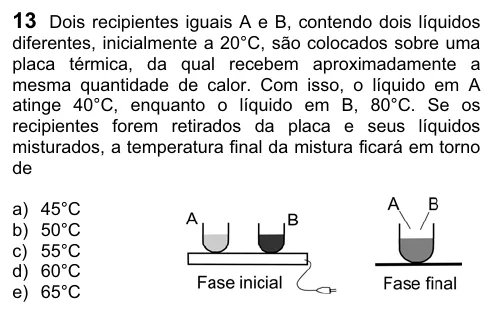 13 Dois recipientes iguais A e B, contendo dois líquidos
diferentes, inicialmente a 20°C, são colocados sobre uma
placa térmica, da qual recebem aproximadamente a
mesma quantidade de calor. Com isso, o líquido em A
atinge 40°C, enquanto o líquido em B, 80°C. Se os
recipientes forem retirados da placa e seus líquidos
misturados, a temperatura final da mistura ficará em torno
de
a) 45°C
b) 50°C
c) 55°C
d) 60°C
e) 65°C
A B
Fase inicial
A B
Fase final